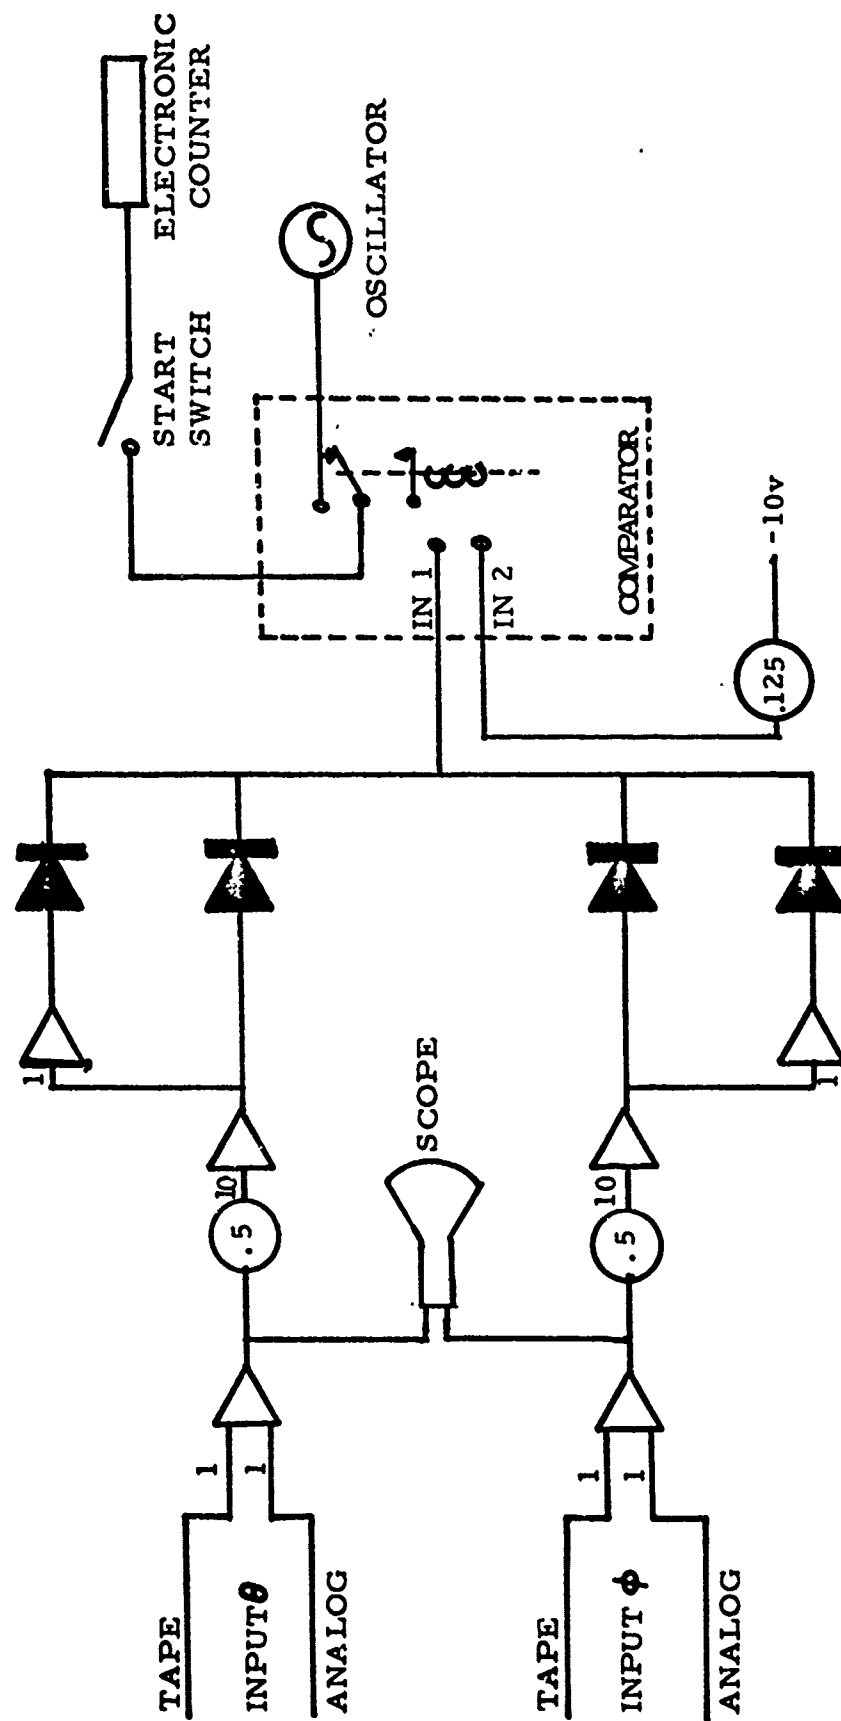 TAPE
INPUT θ
ANALOG
1
1
.5
10
1
TAPE
INPUT ϕ
ANALOG
1
1
.5
10
1
SCOPE
IN 1
IN 2
COMPARATOR
.125
-10v
START
SWITCH
ELECTRONIC
COUNTER
OSCILLATOR